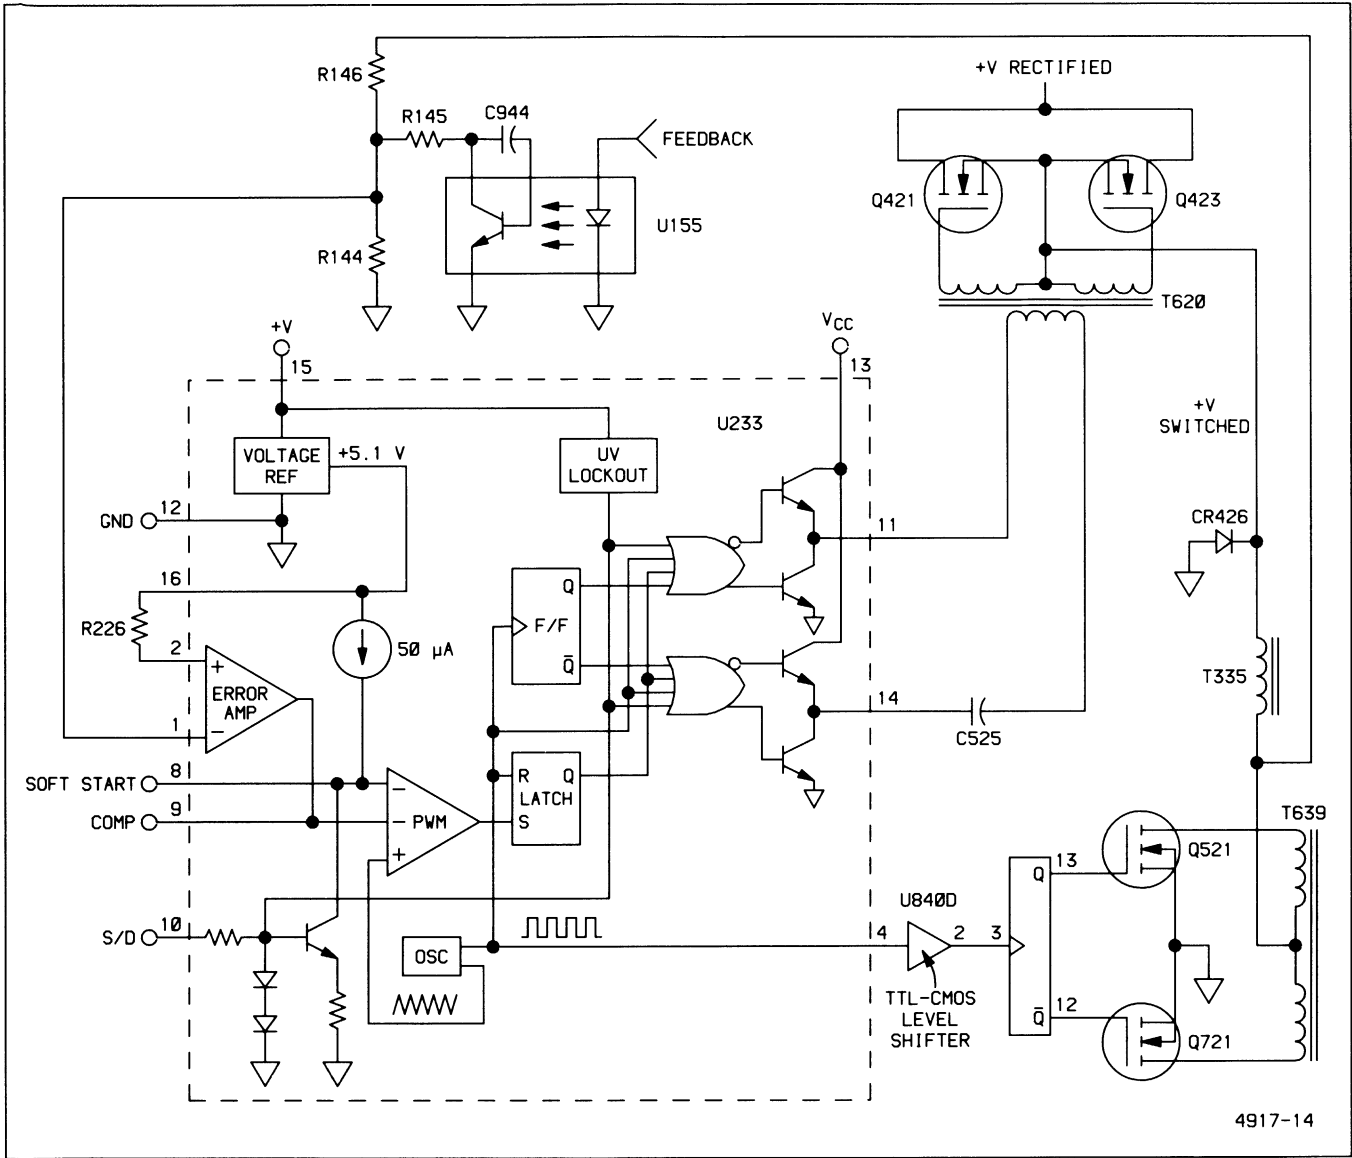 R146
+V RECTIFIED
R145
C944
FEEDBACK
Q421
Q423
U155
R144
T620
+V
VCC
15
13
U233
+V
SWITCHED
VOLTAGE
REF
+5.1 V
UV
LOCKOUT
GND
12
11
CR426
16
Q
R226
F/F
50 µA
2
+
Q̅
T335
ERROR
AMP
14
1
−
C525
SOFT START
8
−
R
Q
LATCH
COMP
9
− PWM
S
T639
+
13
Q521
Q
U840D
S/D
10
4
2
3
OSC
TTL-CMOS
LEVEL
SHIFTER
12
Q̅
Q721
4917-14